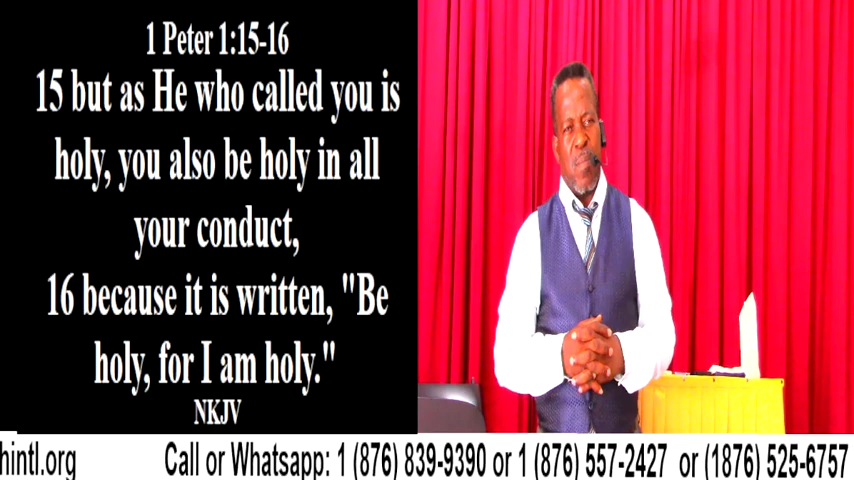 1 Peter 1:15-16
15 but as He who called you is
holy, you also be holy in all
your conduct,
16 because it is written, "Be
holy, for I am holy."
NKJV
hintl.org Call or Whatsapp: 1 (876) 839-9390 or 1 (876) 557-2427 or (1876) 525-6757